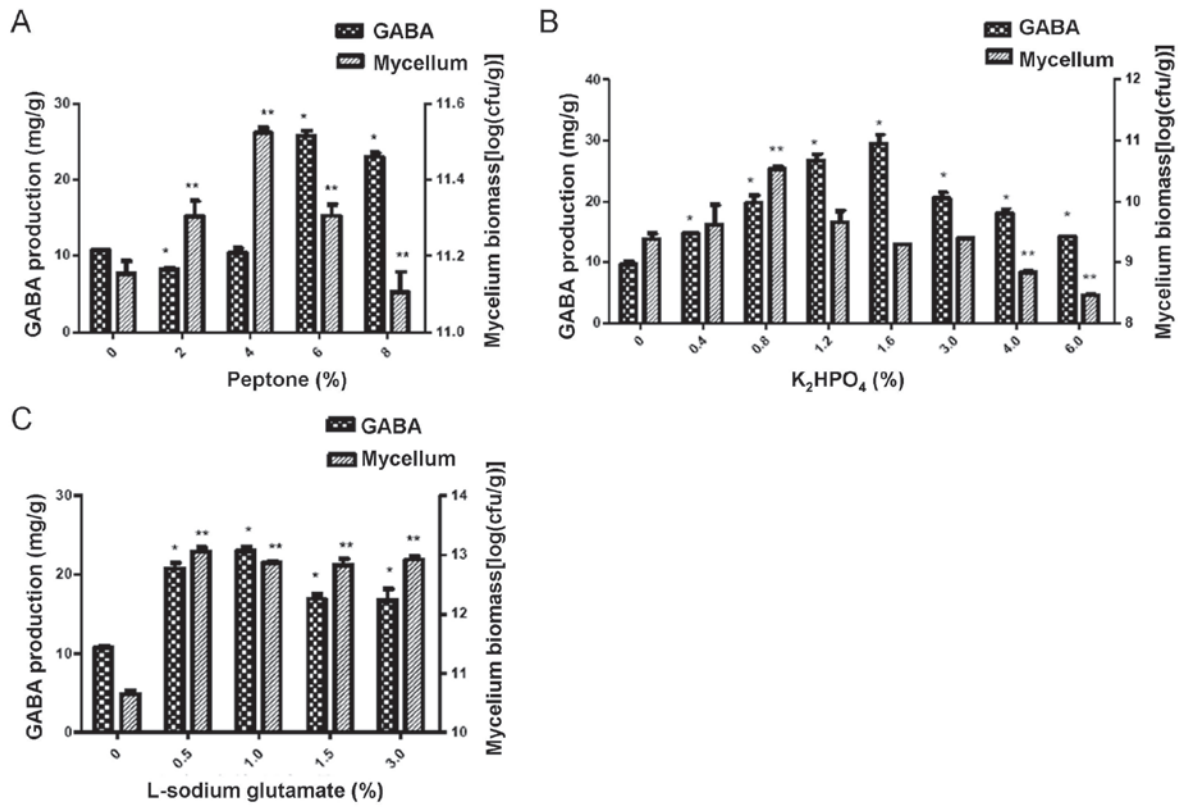 A
GABA
Mycellum
GABA production (mg/g)
30
20
10
0
Mycelium biomass[log(cfu/g)]
11.6
11.4
11.2
11.0
* ** ** * ** * **
0 2 4 6 8
Peptone (%)
B
GABA
Mycellum
GABA production (mg/g)
40
30
20
10
0
Mycelium biomass[log(cfu/g)]
12
11
10
9
8
* * ** * * * * ** * **
0 0.4 0.8 1.2 1.6 3.0 4.0 6.0
K₂HPO₄ (%)
C
GABA
Mycellum
GABA production (mg/g)
30
20
10
0
Mycelium biomass[log(cfu/g)]
14
13
12
11
10
* ** * ** * ** * **
0 0.5 1.0 1.5 3.0
L-sodium glutamate (%)